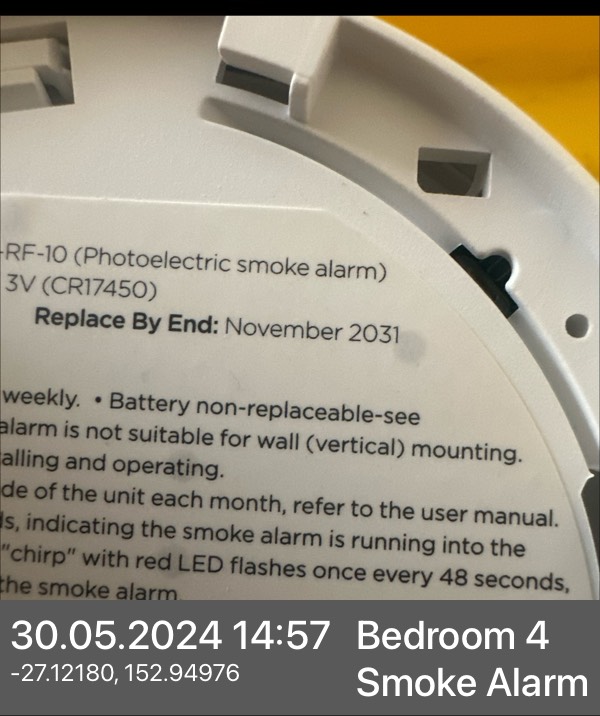 -RF-10 (Photoelectric smoke alarm)
3V (CR17450)
Replace By End: November 2031
weekly. • Battery non-replaceable-see
alarm is not suitable for wall (vertical) mounting.
alling and operating.
de of the unit each month, refer to the user manual.
ds, indicating the smoke alarm is running into the
"chirp" with red LED flashes once every 48 seconds,
the smoke alarm
30.05.2024 14:57
-27.12180, 152.94976
Bedroom 4
Smoke Alarm